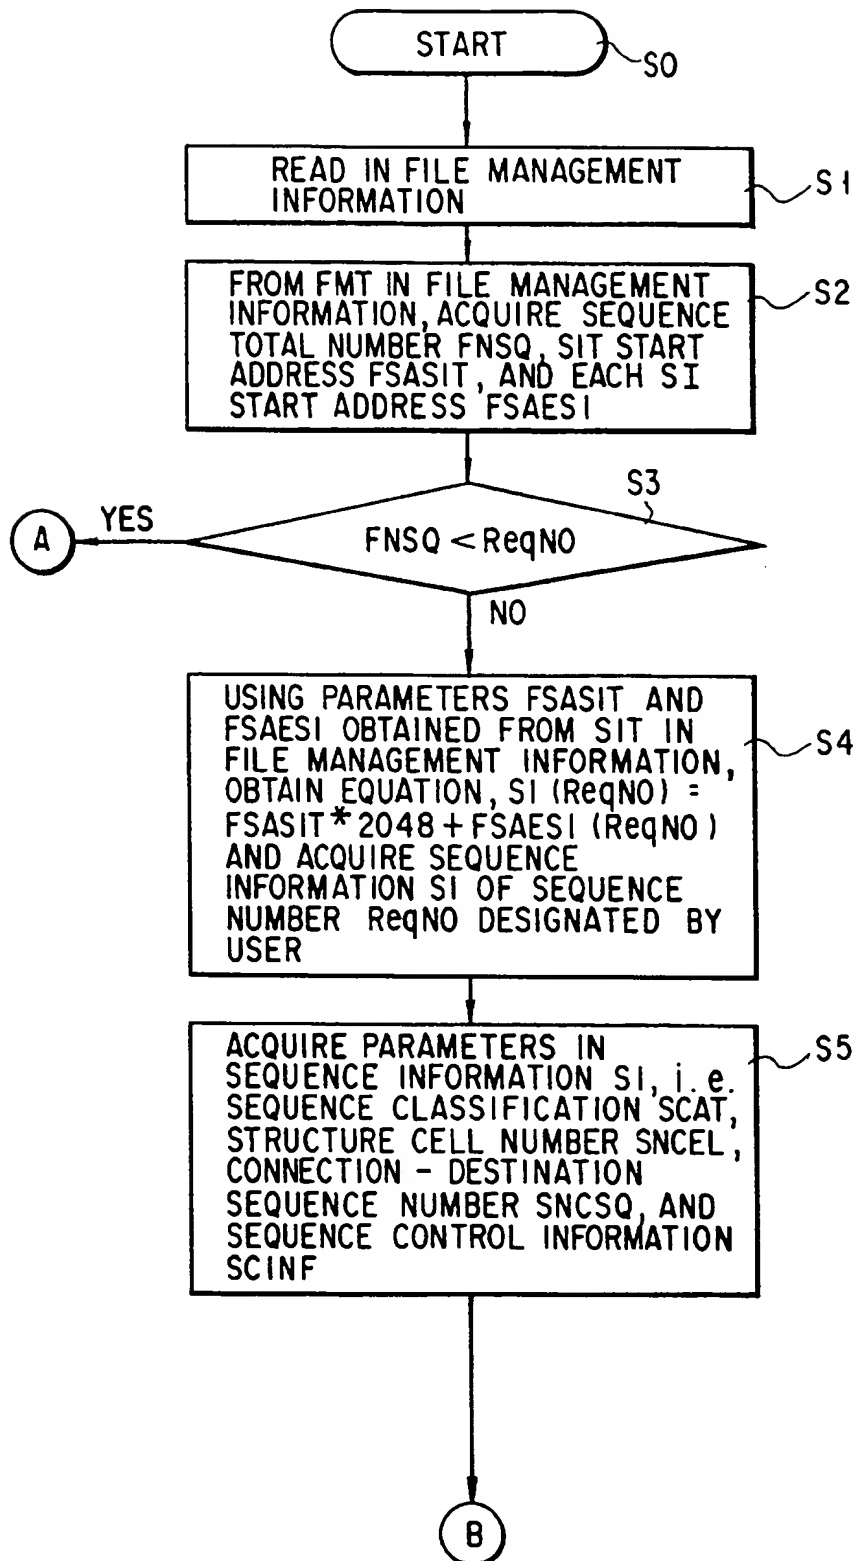 START
S0
READ IN FILE MANAGEMENT
INFORMATION
S1
FROM FMT IN FILE MANAGEMENT
INFORMATION, ACQUIRE SEQUENCE
TOTAL NUMBER FNSQ, SIT START
ADDRESS FSASIT, AND EACH SI
START ADDRESS FSAESI
S2
S3
FNSQ < ReqNO
YES
A
NO
USING PARAMETERS FSASIT AND
FSAESI OBTAINED FROM SIT IN
FILE MANAGEMENT INFORMATION,
OBTAIN EQUATION, SI (ReqNO) =
FSASIT * 2048 + FSAESI (ReqNO)
AND ACQUIRE SEQUENCE
INFORMATION SI OF SEQUENCE
NUMBER ReqNO DESIGNATED BY
USER
S4
ACQUIRE PARAMETERS IN
SEQUENCE INFORMATION SI, i.e.
SEQUENCE CLASSIFICATION SCAT,
STRUCTURE CELL NUMBER SNCEL,
CONNECTION - DESTINATION
SEQUENCE NUMBER SNCSQ, AND
SEQUENCE CONTROL INFORMATION
SCINF
S5
B